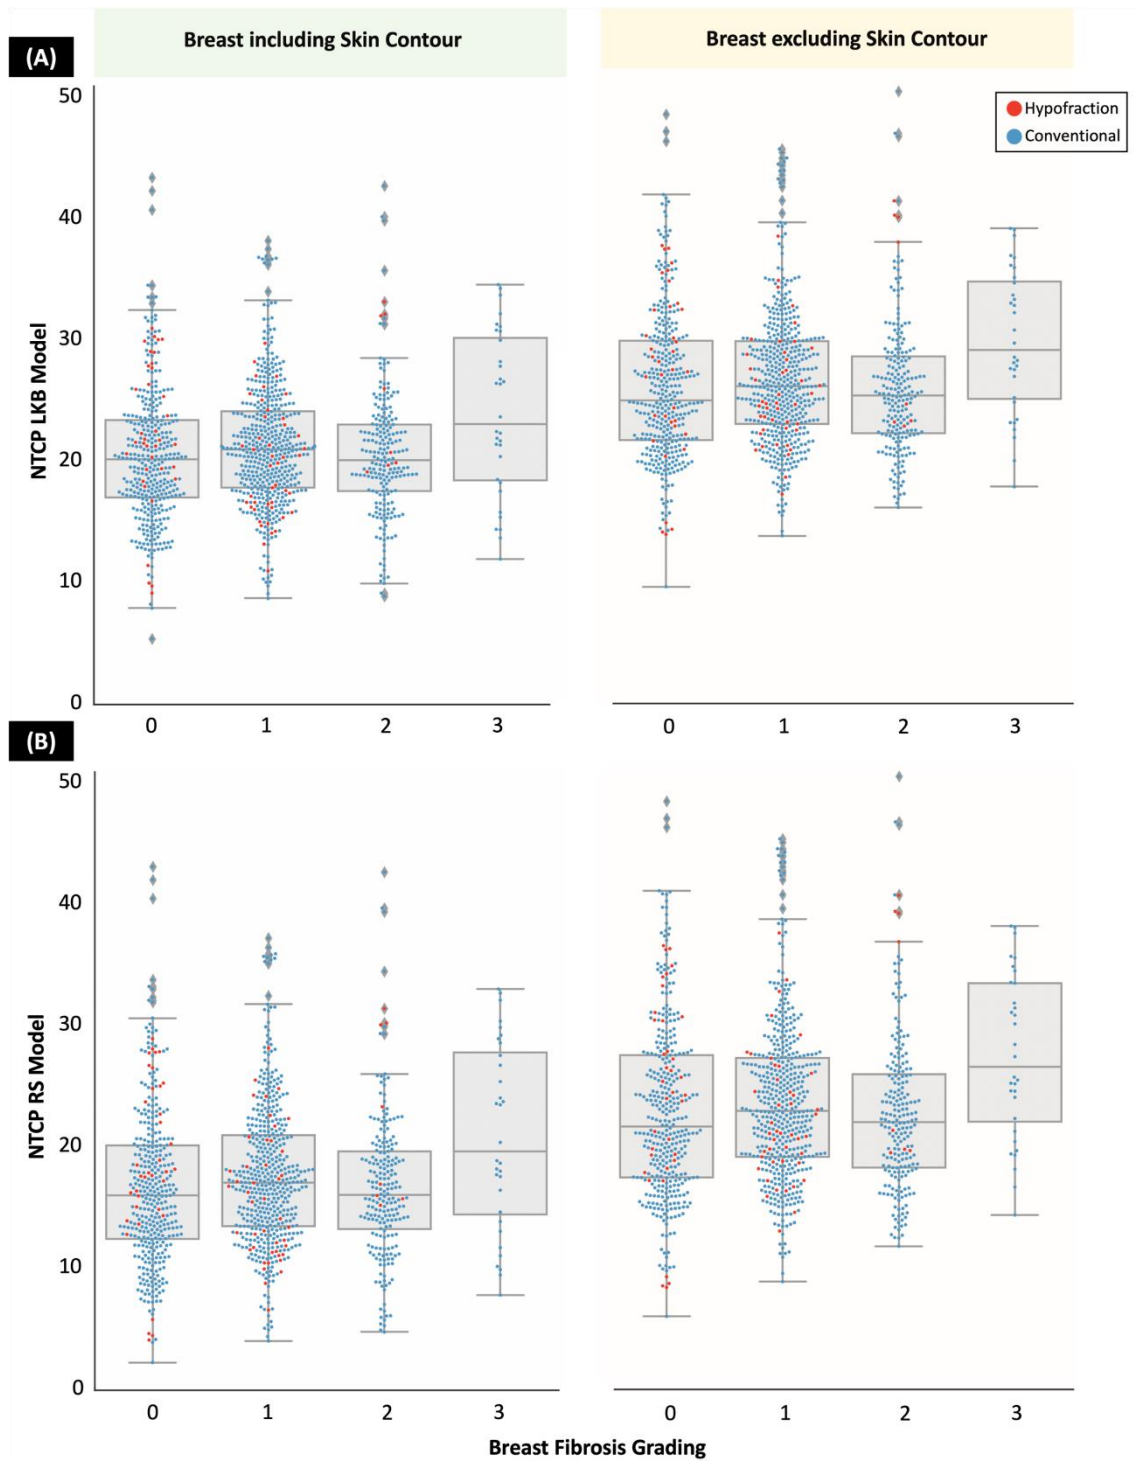 Breast including Skin Contour
Breast excluding Skin Contour
(A)
Hypofraction
Conventional
NTCP LKB Model
50
40
30
20
10
0
0 1 2 3
0 1 2 3
(B)
NTCP RS Model
50
40
30
20
10
0
0 1 2 3
0 1 2 3
Breast Fibrosis Grading